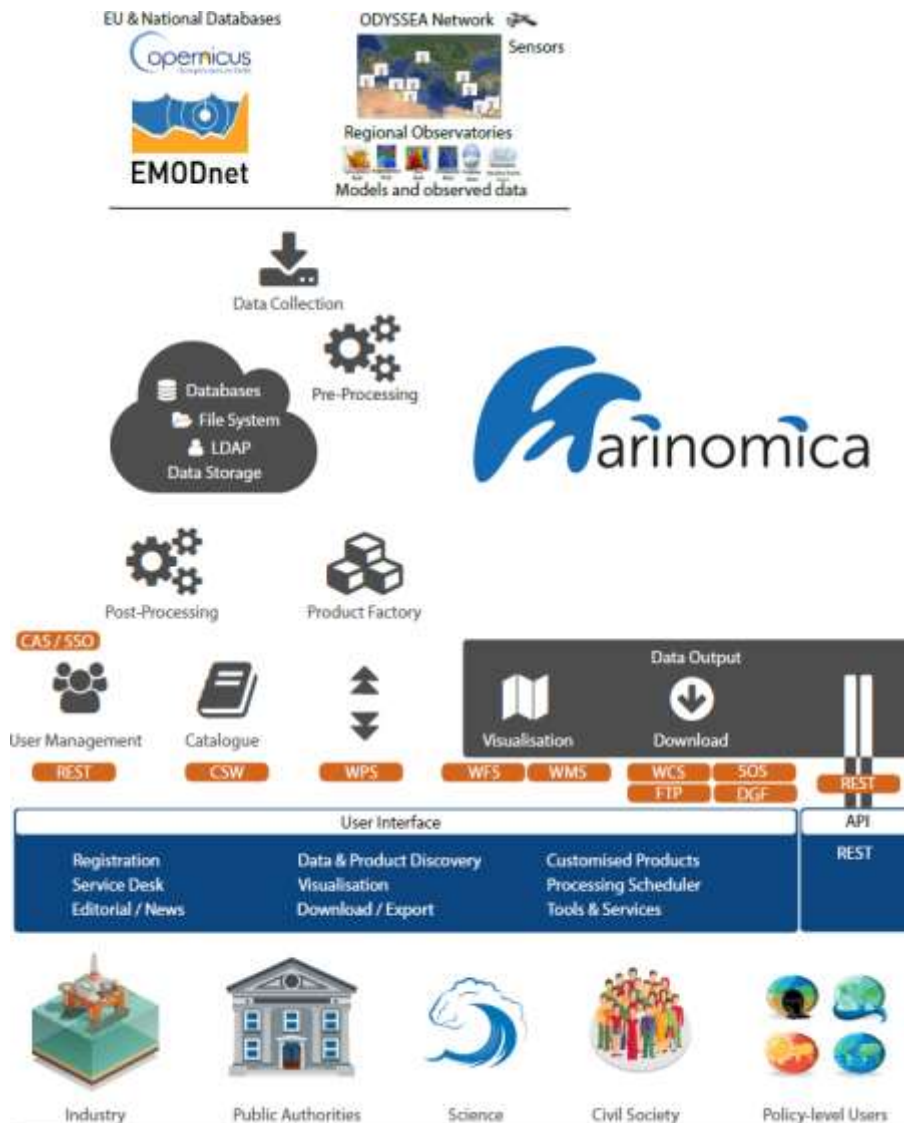 EU & National Databases
ODYSSEA Network
Sensors
Copernicus
EMODnet
Regional Observatories
Models and observed data
Data Collection
Pre-Processing
Databases
File System
LDAP
Data Storage
Marinomica
Post-Processing
Product Factory
CAS / SSO
Data Output
User Management
Catalogue
Visualisation
Download
REST
CSW
WPS
WFS
WMS
WCS
SOS
FTP
DGF
REST
User Interface
API
Registration
Data & Product Discovery
Customised Products
REST
Service Desk
Visualisation
Processing Scheduler
Editorial / News
Download / Export
Tools & Services
Industry
Public Authorities
Science
Civil Society
Policy-level Users